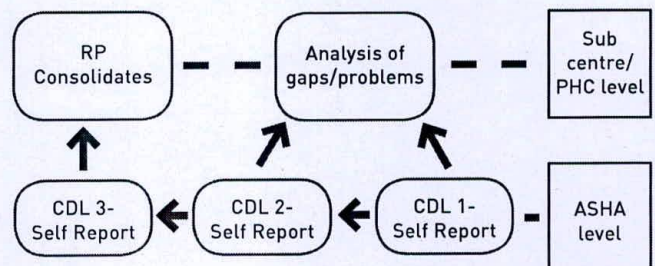 RP
Consolidates
Analysis of
gaps/problems
Sub
centre/
PHC level
CDL 3-
Self Report
CDL 2-
Self Report
CDL 1-
Self Report
ASHA
level